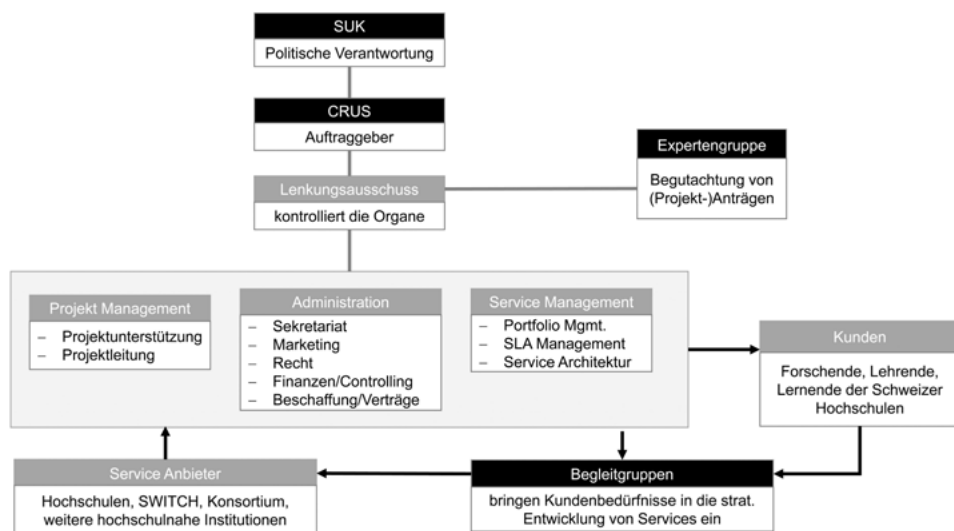 SUK
Politische Verantwortung
CRUS
Auftraggeber
Expertengruppe
Begutachtung von
(Projekt-)Anträgen
Lenkungsausschuss
kontrolliert die Organe
Projekt Management
– Projektunterstützung
– Projektleitung
Administration
– Sekretariat
– Marketing
– Recht
– Finanzen/Controlling
– Beschaffung/Verträge
Service Management
– Portfolio Mgmt.
– SLA Management
– Service Architektur
Kunden
Forschende, Lehrende,
Lernende der Schweizer
Hochschulen
Service Anbieter
Hochschulen, SWITCH, Konsortium,
weitere hochschulnahe Institutionen
Begleitgruppen
bringen Kundenbedürfnisse in die strat.
Entwicklung von Services ein